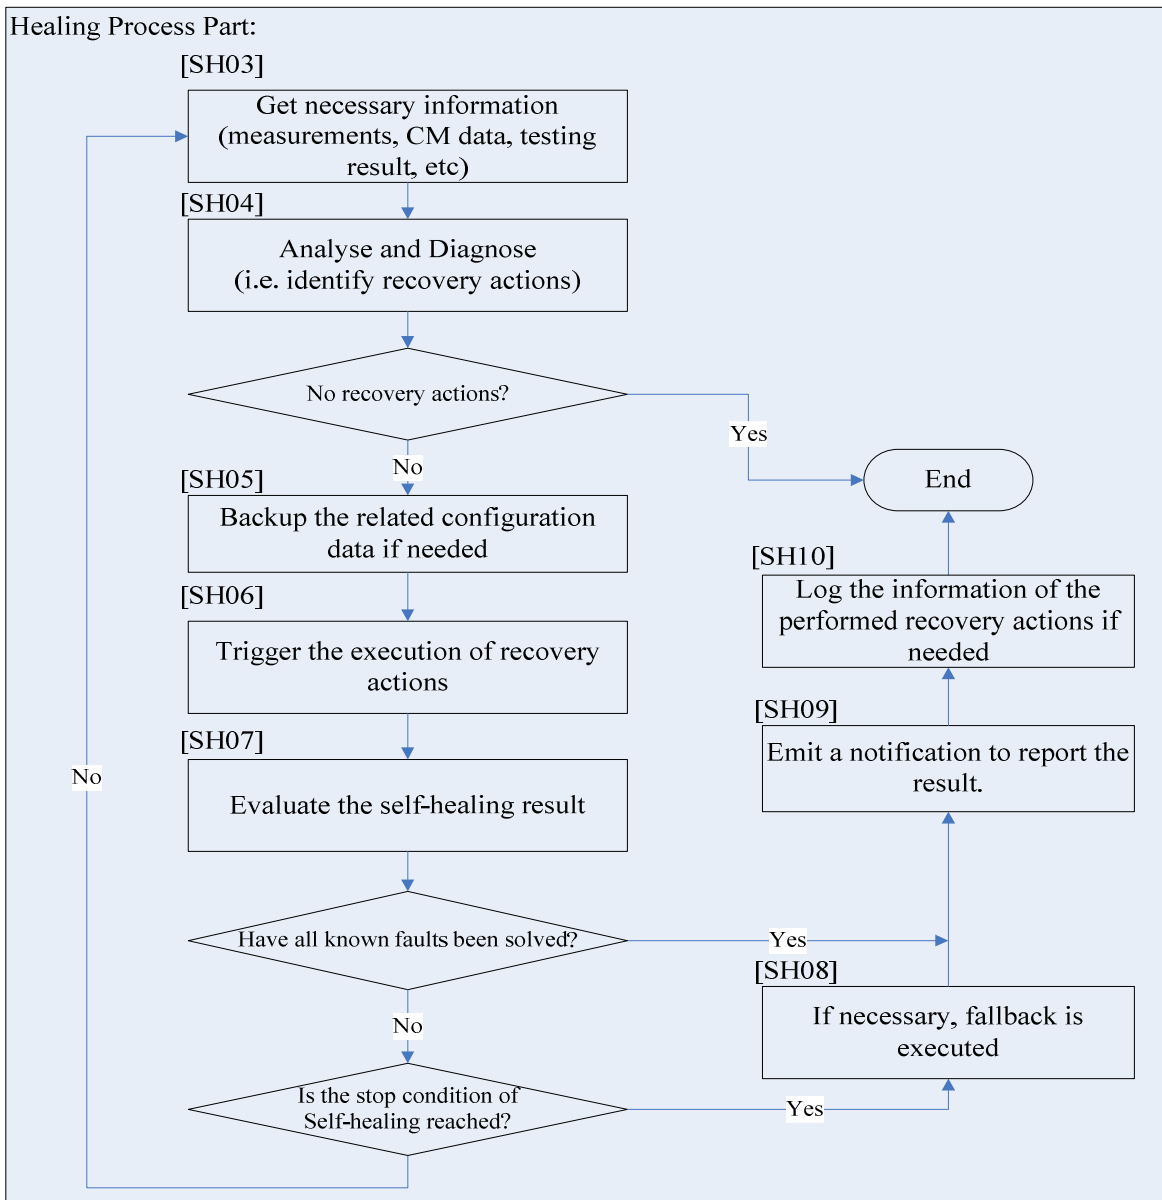 Healing Process Part:
[SH03]
Get necessary information
(measurements, CM data, testing
result, etc)
[SH04]
Analyse and Diagnose
(i.e. identify recovery actions)
No recovery actions?
Yes
No
End
[SH05]
Backup the related configuration
data if needed
[SH06]
Trigger the execution of recovery
actions
[SH07]
Evaluate the self-healing result
Have all known faults been solved?
Yes
No
Is the stop condition of
Self-healing reached?
Yes
No
[SH08]
If necessary, fallback is
executed
[SH09]
Emit a notification to report the
result.
[SH10]
Log the information of the
performed recovery actions if
needed